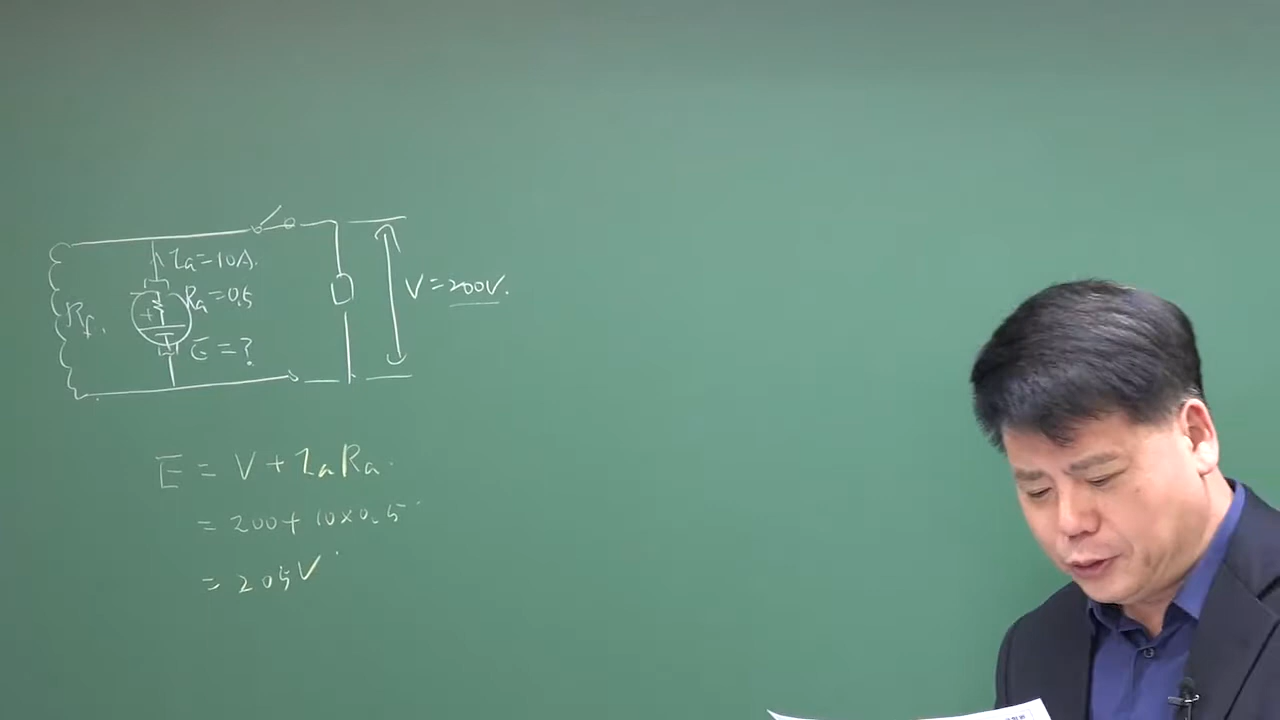 Ia=10A.
Ra=0.5
V=200V.
Rf.
+
E=?
E = V+IaRa.
= 200+10×0.5
= 205V